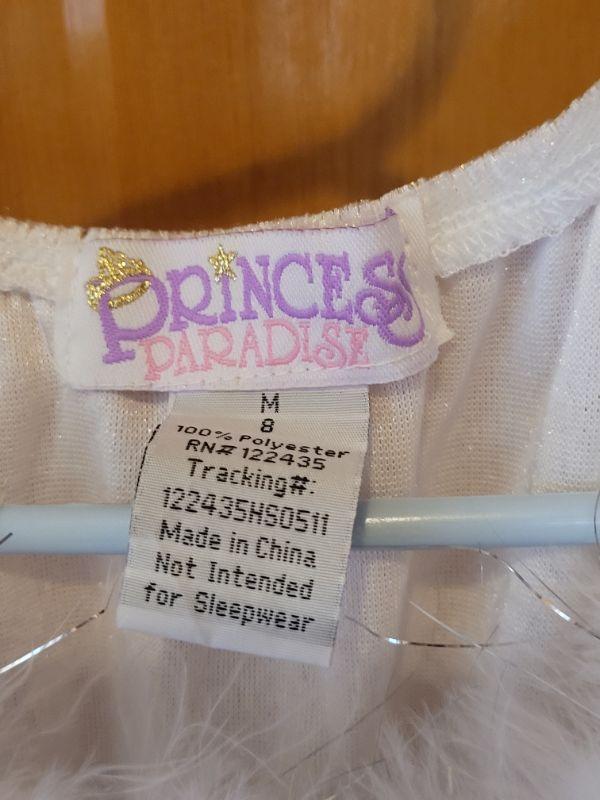 PRINCESS
PARADISE
M
8
100% Polyester
RN# 122435
Tracking#:
122435HS0511
Made in China
Not Intended
for Sleepwear